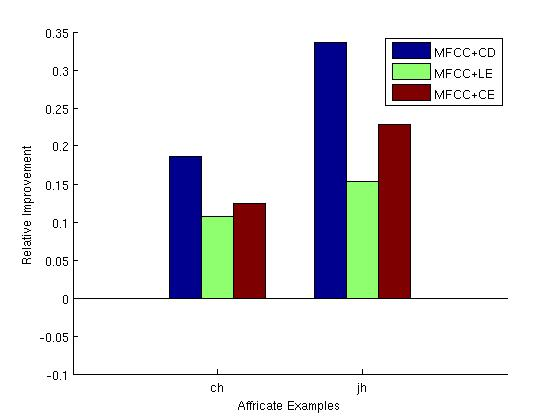 0.35
0.3
0.25
0.2
0.15
0.1
0.05
0
-0.05
-0.1
Relative Improvement
MFCC+CD
MFCC+LE
MFCC+CE
ch
jh
Affricate Examples